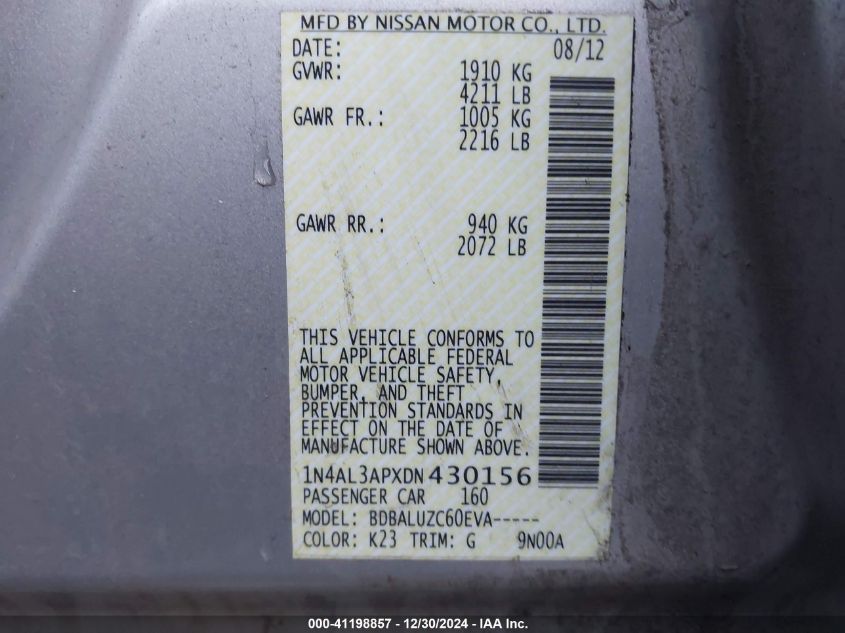 MFD BY NISSAN MOTOR CO., LTD.
DATE: 08/12
GVWR: 1910 KG
4211 LB
GAWR FR.: 1005 KG
2216 LB
GAWR RR.: 940 KG
2072 LB
THIS VEHICLE CONFORMS TO
ALL APPLICABLE FEDERAL
MOTOR VEHICLE SAFETY,
BUMPER, AND THEFT
PREVENTION STANDARDS IN
EFFECT ON THE DATE OF
MANUFACTURE SHOWN ABOVE.
1N4AL3APXDN430156
PASSENGER CAR 160
MODEL: BDBALUZC60EVA-----
COLOR: K23 TRIM: G 9N00A
000-41198857 - 12/30/2024 - IAA Inc.